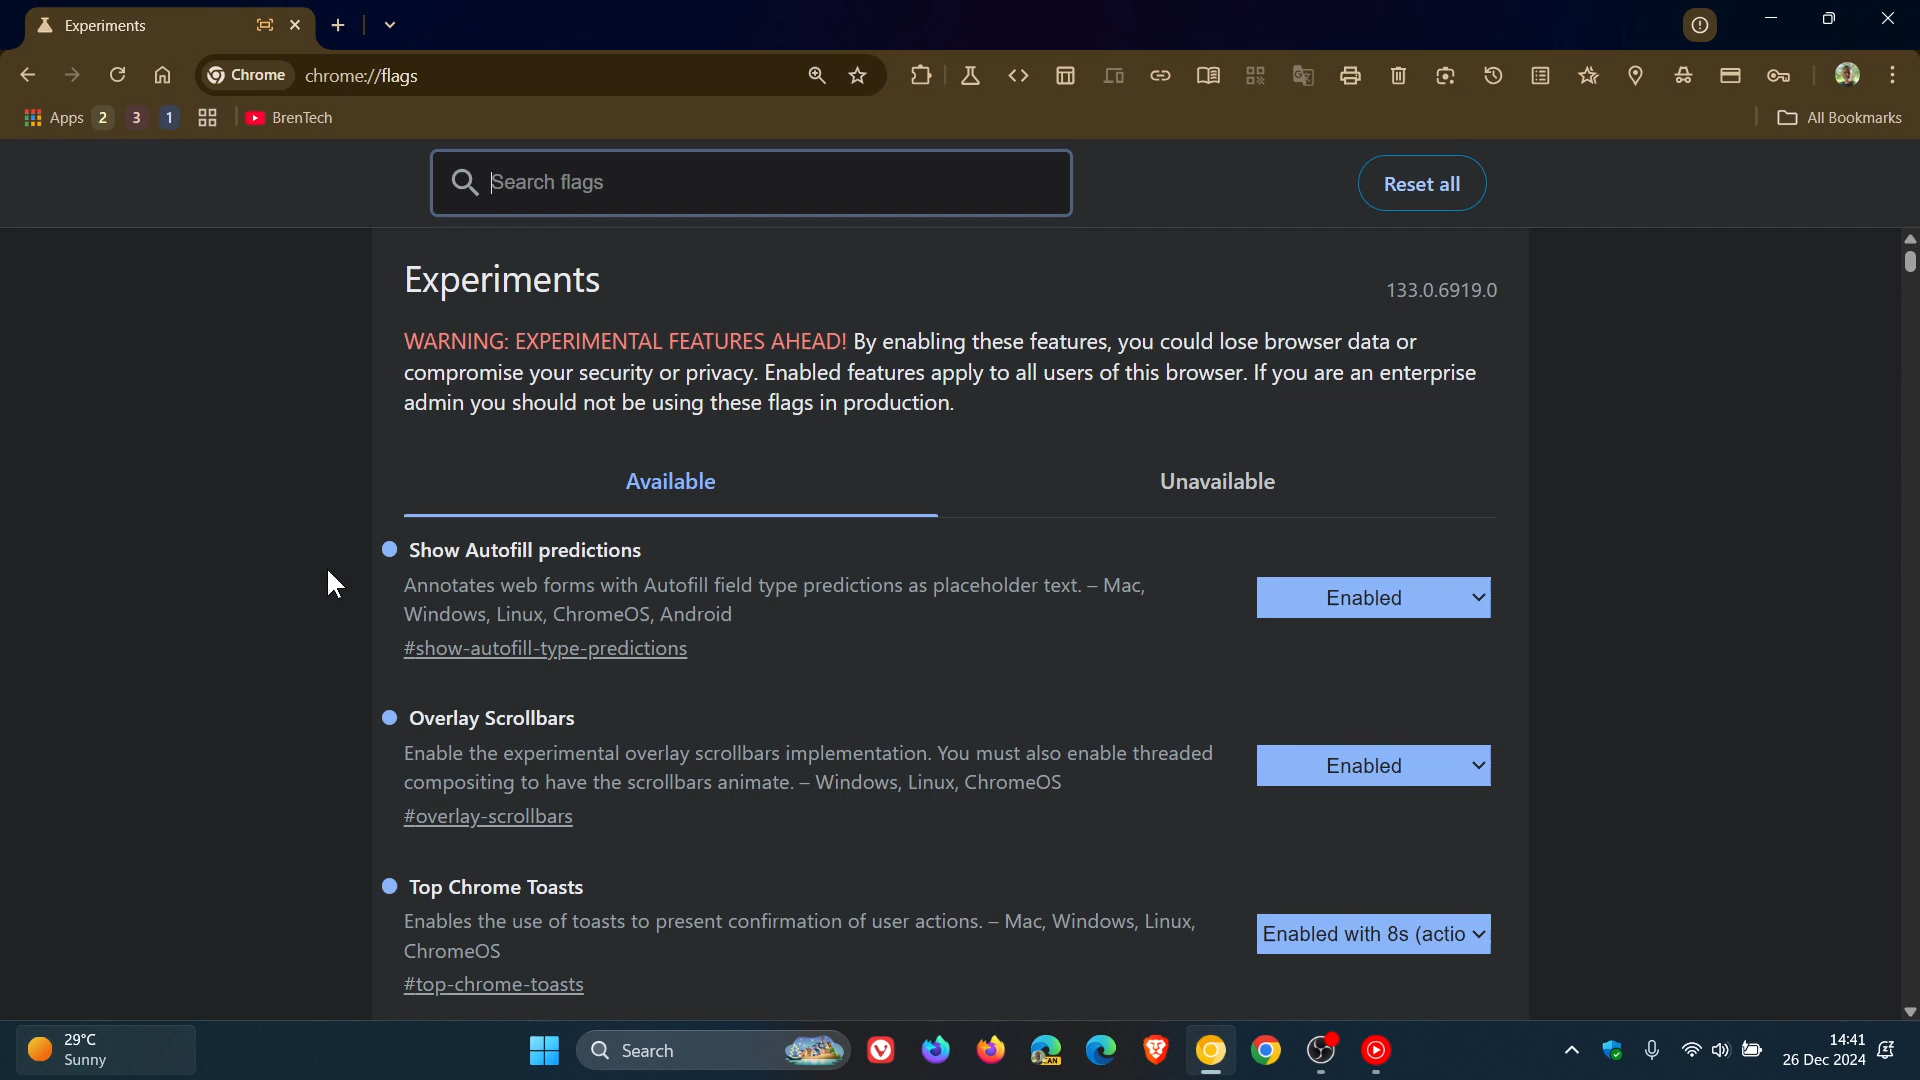 Experiments
Chrome chrome://flags
Apps 2 3 1 BrenTech All Bookmarks
Search flags
Reset all
Experiments
133.0.6919.0
WARNING: EXPERIMENTAL FEATURES AHEAD! By enabling these features, you could lose browser data or
compromise your security or privacy. Enabled features apply to all users of this browser. If you are an enterprise
admin you should not be using these flags in production.
Available Unavailable
Show Autofill predictions
Annotates web forms with Autofill field type predictions as placeholder text. – Mac,
Windows, Linux, ChromeOS, Android
#show-autofill-type-predictions
Enabled
Overlay Scrollbars
Enable the experimental overlay scrollbars implementation. You must also enable threaded
compositing to have the scrollbars animate. – Windows, Linux, ChromeOS
#overlay-scrollbars
Enabled
Top Chrome Toasts
Enables the use of toasts to present confirmation of user actions. – Mac, Windows, Linux,
ChromeOS
#top-chrome-toasts
Enabled with 8s (actio
29°C
Sunny
Search
CAN
14:41
26 Dec 2024